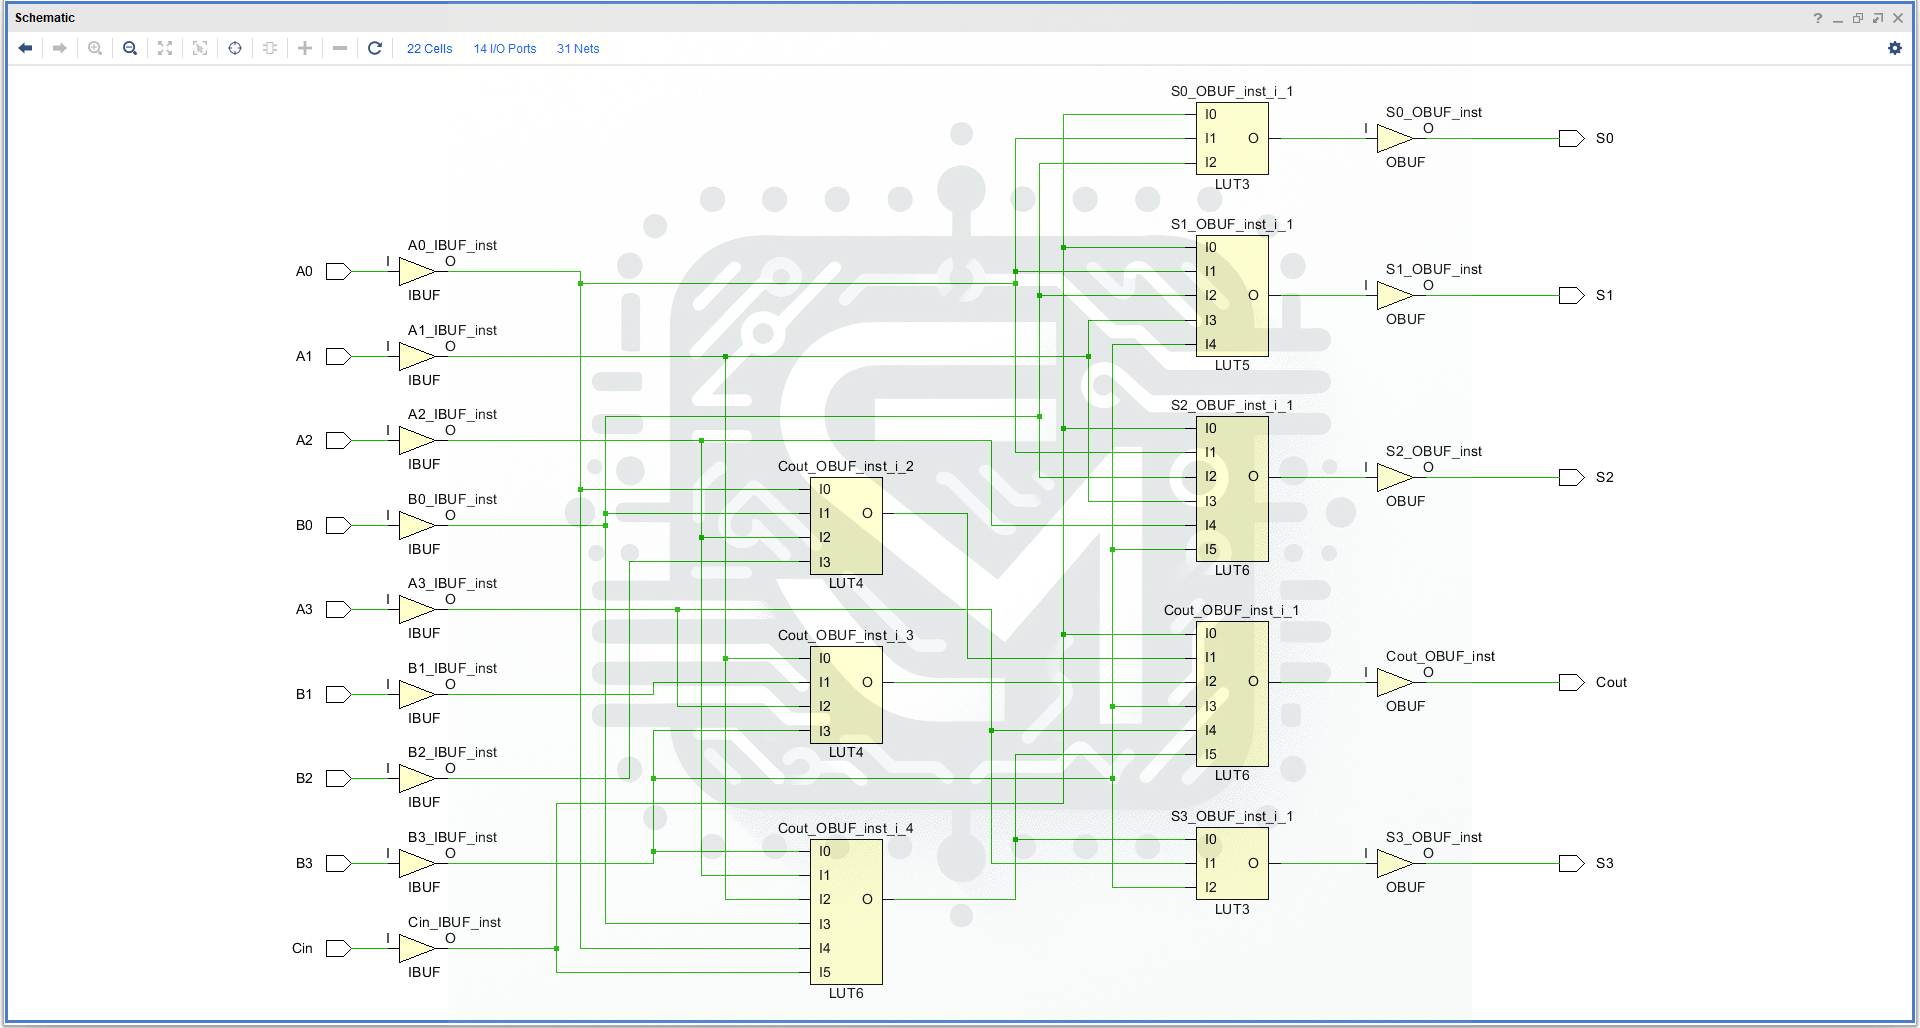 Schematic
?
22 Cells 14 I/O Ports 31 Nets
A0 I A0_IBUF_inst O IBUF
A1 I A1_IBUF_inst O IBUF
A2 I A2_IBUF_inst O IBUF
B0 I B0_IBUF_inst O IBUF
A3 I A3_IBUF_inst O IBUF
B1 I B1_IBUF_inst O IBUF
B2 I B2_IBUF_inst O IBUF
B3 I B3_IBUF_inst O IBUF
Cin I Cin_IBUF_inst O IBUF
Cout_OBUF_inst_i_2
I0
I1 O
I2
I3
LUT4
Cout_OBUF_inst_i_3
I0
I1 O
I2
I3
LUT4
Cout_OBUF_inst_i_4
I0
I1
I2 O
I3
I4
I5
LUT6
S0_OBUF_inst_i_1
I0
I1 O
I2
LUT3
S1_OBUF_inst_i_1
I0
I1
I2 O
I3
I4
LUT5
S2_OBUF_inst_i_1
I0
I1
I2 O
I3
I4
I5
LUT6
Cout_OBUF_inst_i_1
I0
I1
I2 O
I3
I4
I5
LUT6
S3_OBUF_inst_i_1
I0
I1 O
I2
LUT3
S0_OBUF_inst
I O S0
OBUF
S1_OBUF_inst
I O S1
OBUF
S2_OBUF_inst
I O S2
OBUF
Cout_OBUF_inst
I O Cout
OBUF
S3_OBUF_inst
I O S3
OBUF